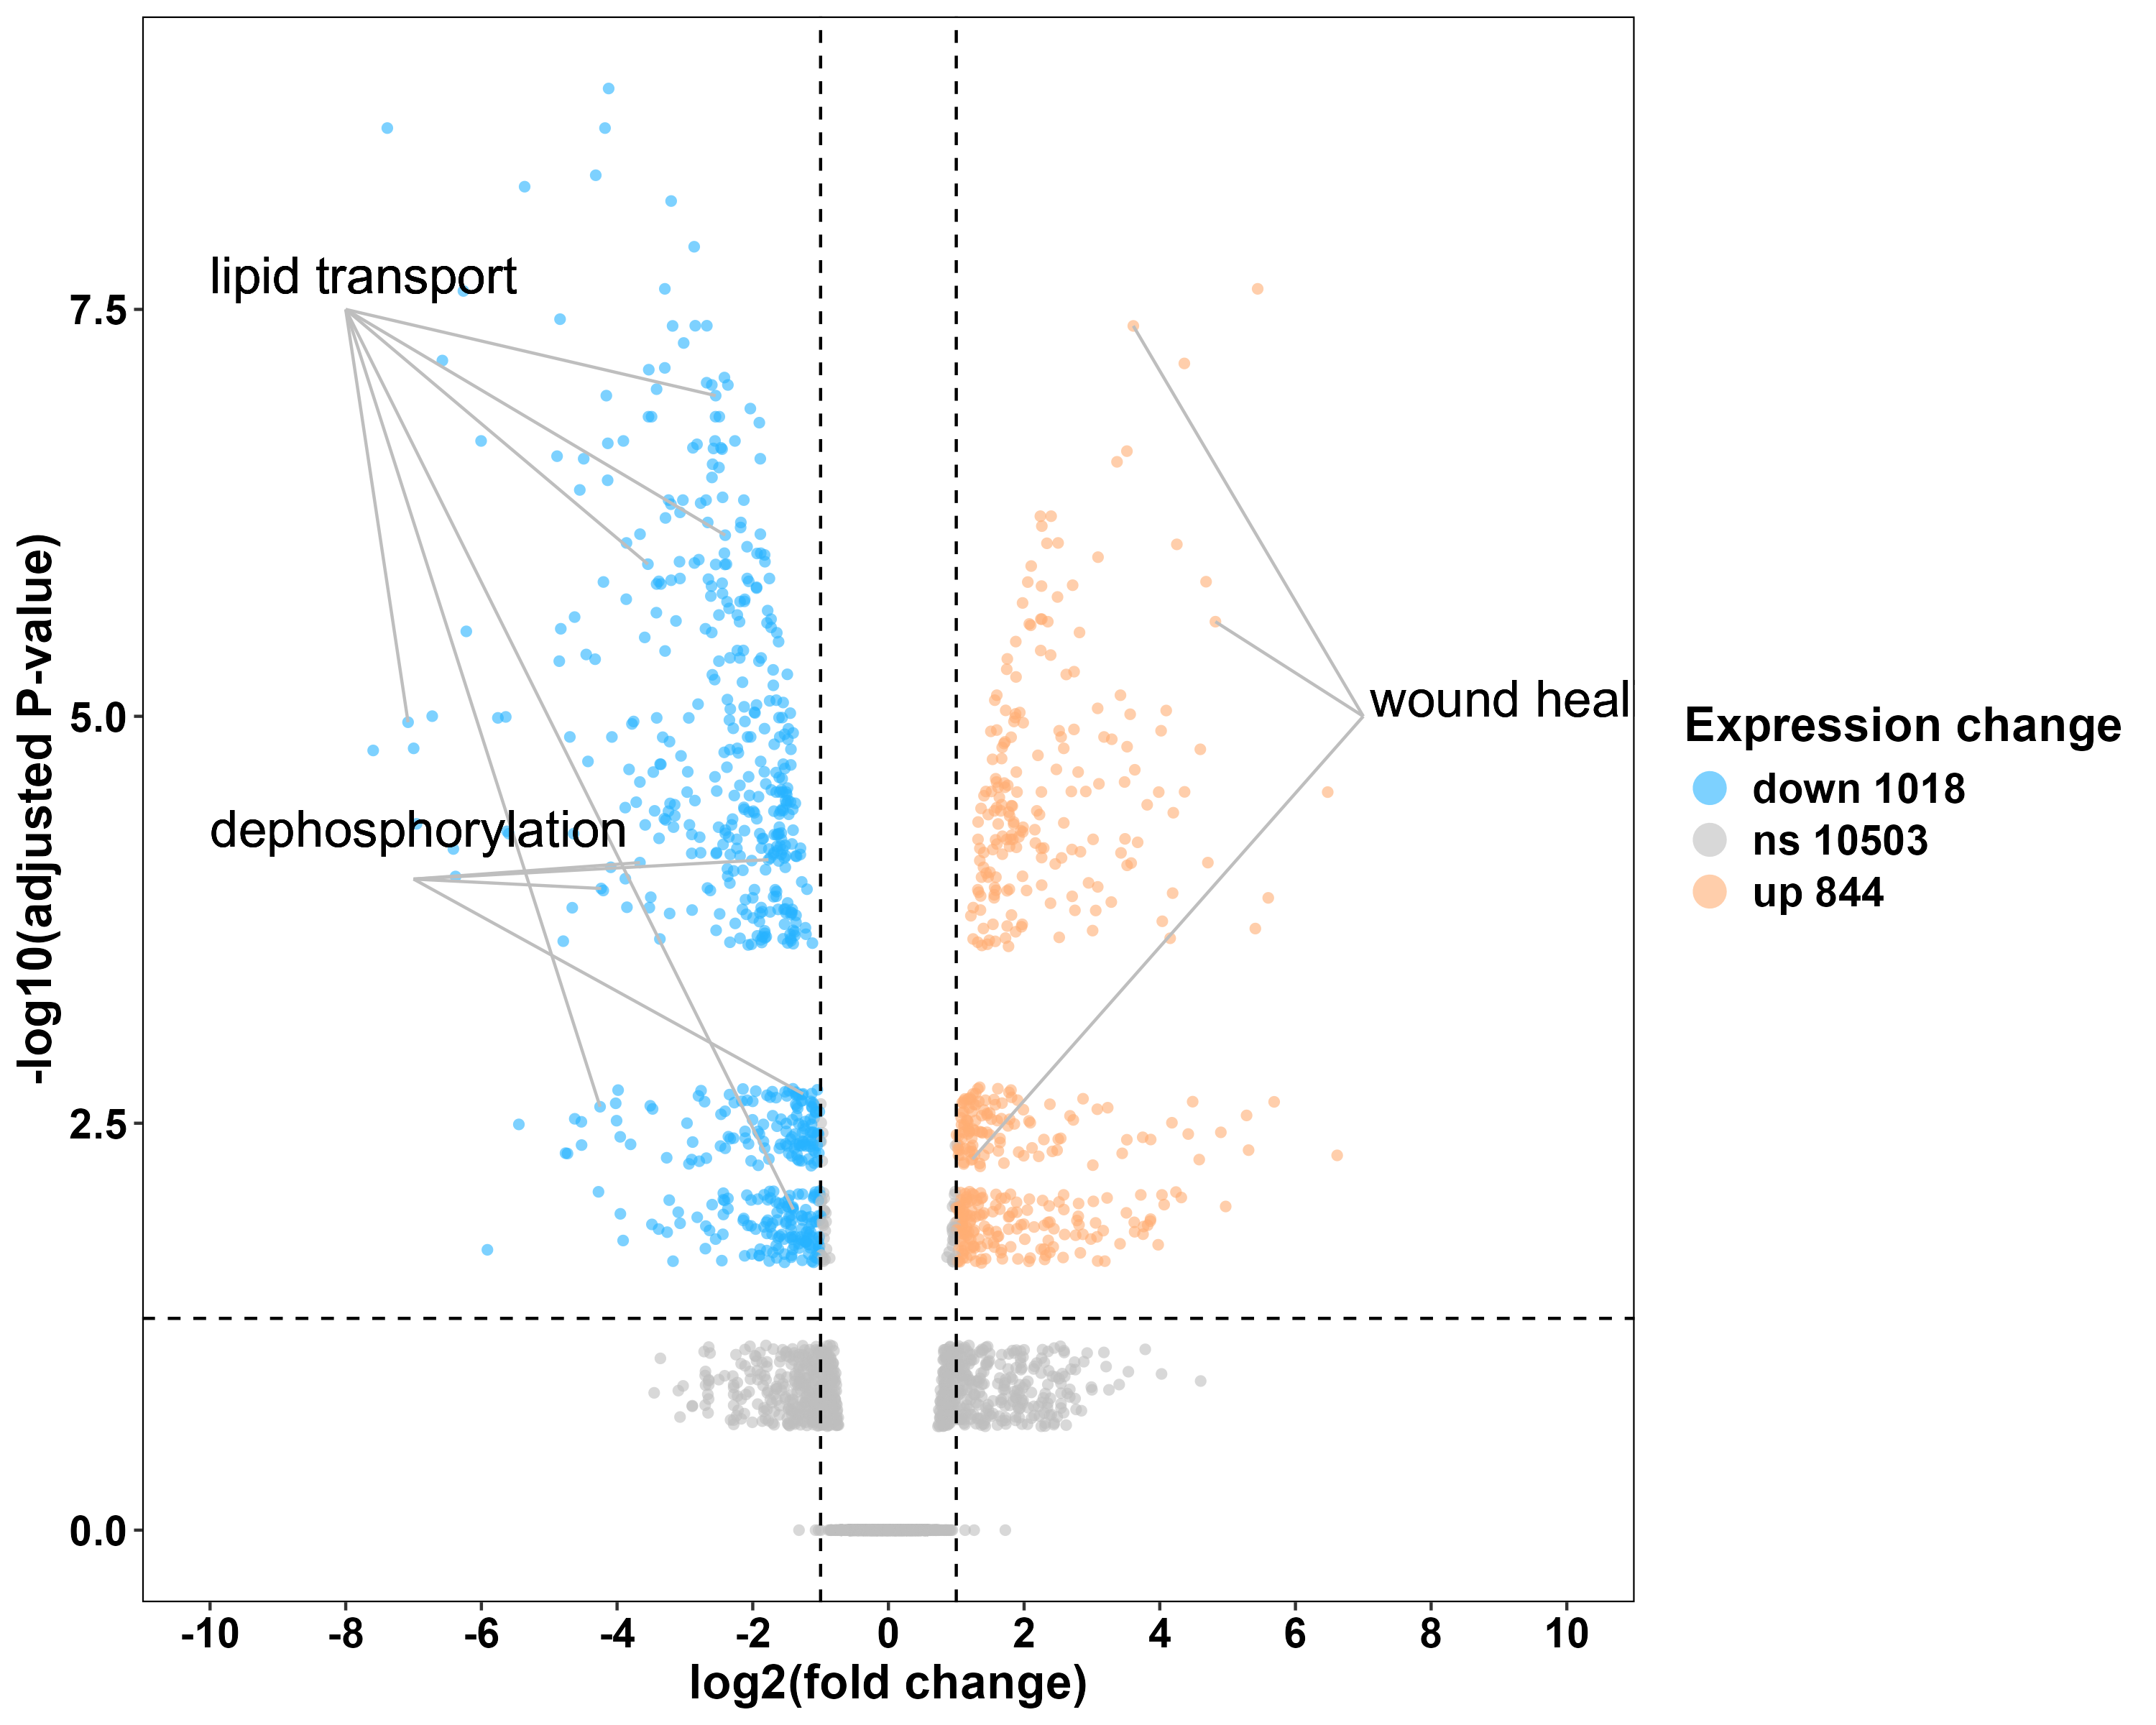 lipid transport
7.5
5.0
wound heal
dephosphorylation
2.5
0.0
-log10(adjusted P-value)
-10 -8 -6 -4 -2 0 2 4 6 8 10
log2(fold change)
Expression change
down 1018
ns 10503
up 844